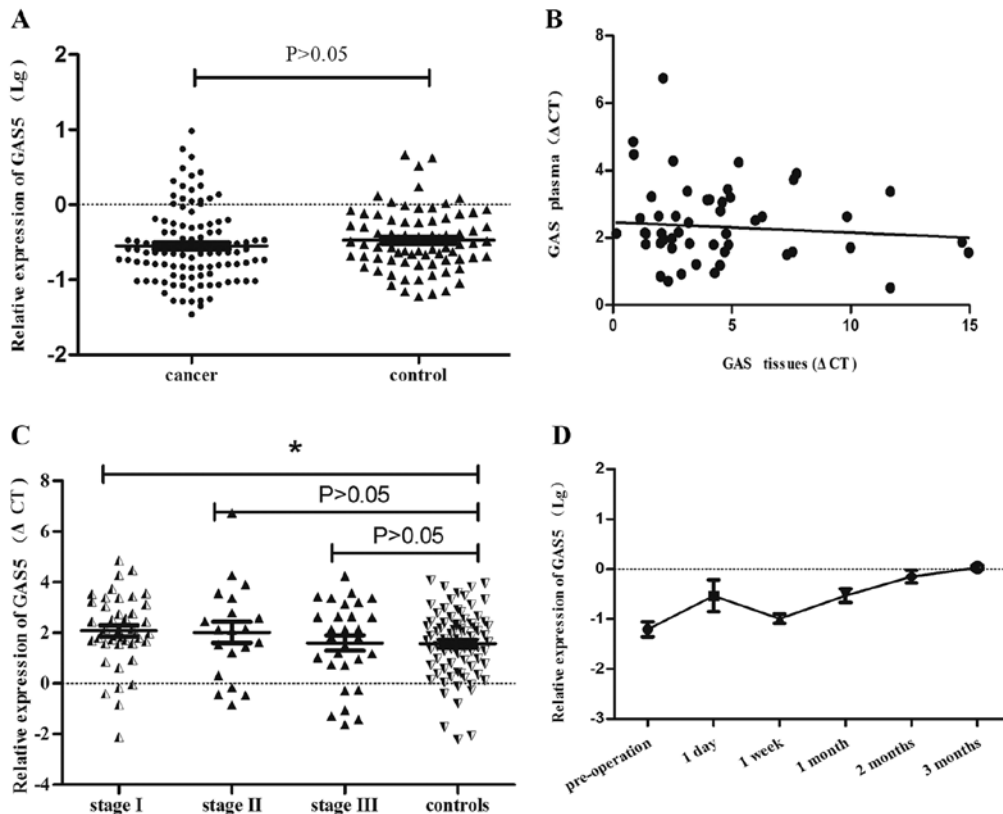 A
Relative expression of GAS5 (Lg)
2
1
0
-1
-2
P>0.05
cancer
control
B
GAS plasma (ΔCT)
8
6
4
2
0
0
5
10
15
GAS tissues (ΔCT)
C
Relative expression of GAS5 (Δ CT)
8
6
4
2
0
-2
-4
*
P>0.05
P>0.05
stage I
stage II
stage III
controls
D
Relative expression of GAS5 (Lg)
2
1
0
-1
-2
-3
pre-operation
1 day
1 week
1 month
2 months
3 months